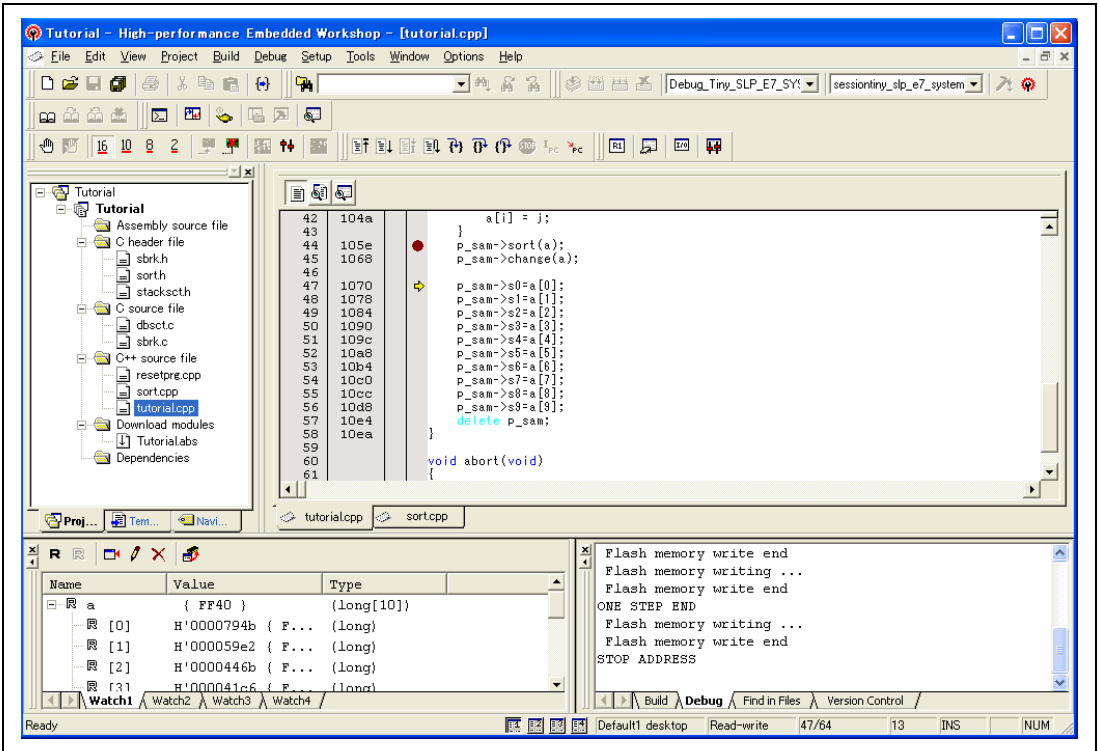 Tutorial - High-performance Embedded Workshop - [tutorial.cpp]
File Edit View Project Build Debug Setup Tools Window Options Help
Debug_Tiny_SLP_E7_SYS sessiontiny_slp_e7_system
16 10 8 2
Tutorial
Tutorial
Assembly source file
C header file
sbrk.h
sort.h
stacksct.h
C source file
dbsct.c
sbrk.c
C++ source file
resetprg.cpp
sort.cpp
tutorial.cpp
Download modules
Tutorial.abs
Dependencies
Proj... Tem... Navi...
42 104a a[i] = j;
43 }
44 105e p_sam->sort(a);
45 1068 p_sam->change(a);
46
47 1070 p_sam->s0=a[0];
48 1078 p_sam->s1=a[1];
49 1084 p_sam->s2=a[2];
50 1090 p_sam->s3=a[3];
51 109c p_sam->s4=a[4];
52 10a8 p_sam->s5=a[5];
53 10b4 p_sam->s6=a[6];
54 10c0 p_sam->s7=a[7];
55 10cc p_sam->s8=a[8];
56 10d8 p_sam->s9=a[9];
57 10e4 delete p_sam;
58 10ea }
59
60 void abort(void)
61 {
tutorial.cpp sort.cpp
Name Value Type
a { FF40 } (long[10])
[0] H'0000794b { F... (long)
[1] H'000059e2 { F... (long)
[2] H'0000446b { F... (long)
[3] H'000041c6 { F... (long)
Watch1 Watch2 Watch3 Watch4
Flash memory write end
Flash memory writing ...
Flash memory write end
ONE STEP END
Flash memory writing ...
Flash memory write end
STOP ADDRESS
Build Debug Find in Files Version Control
Ready Default1 desktop Read-write 47/64 13 INS NUM